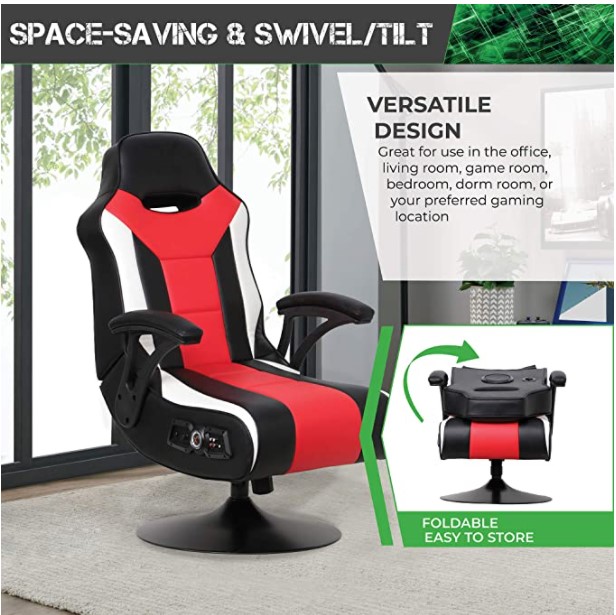 SPACE-SAVING & SWIVEL/TILT
VERSATILE
DESIGN
Great for use in the office,
living room, game room,
bedroom, dorm room, or
your preferred gaming
location
FOLDABLE
EASY TO STORE